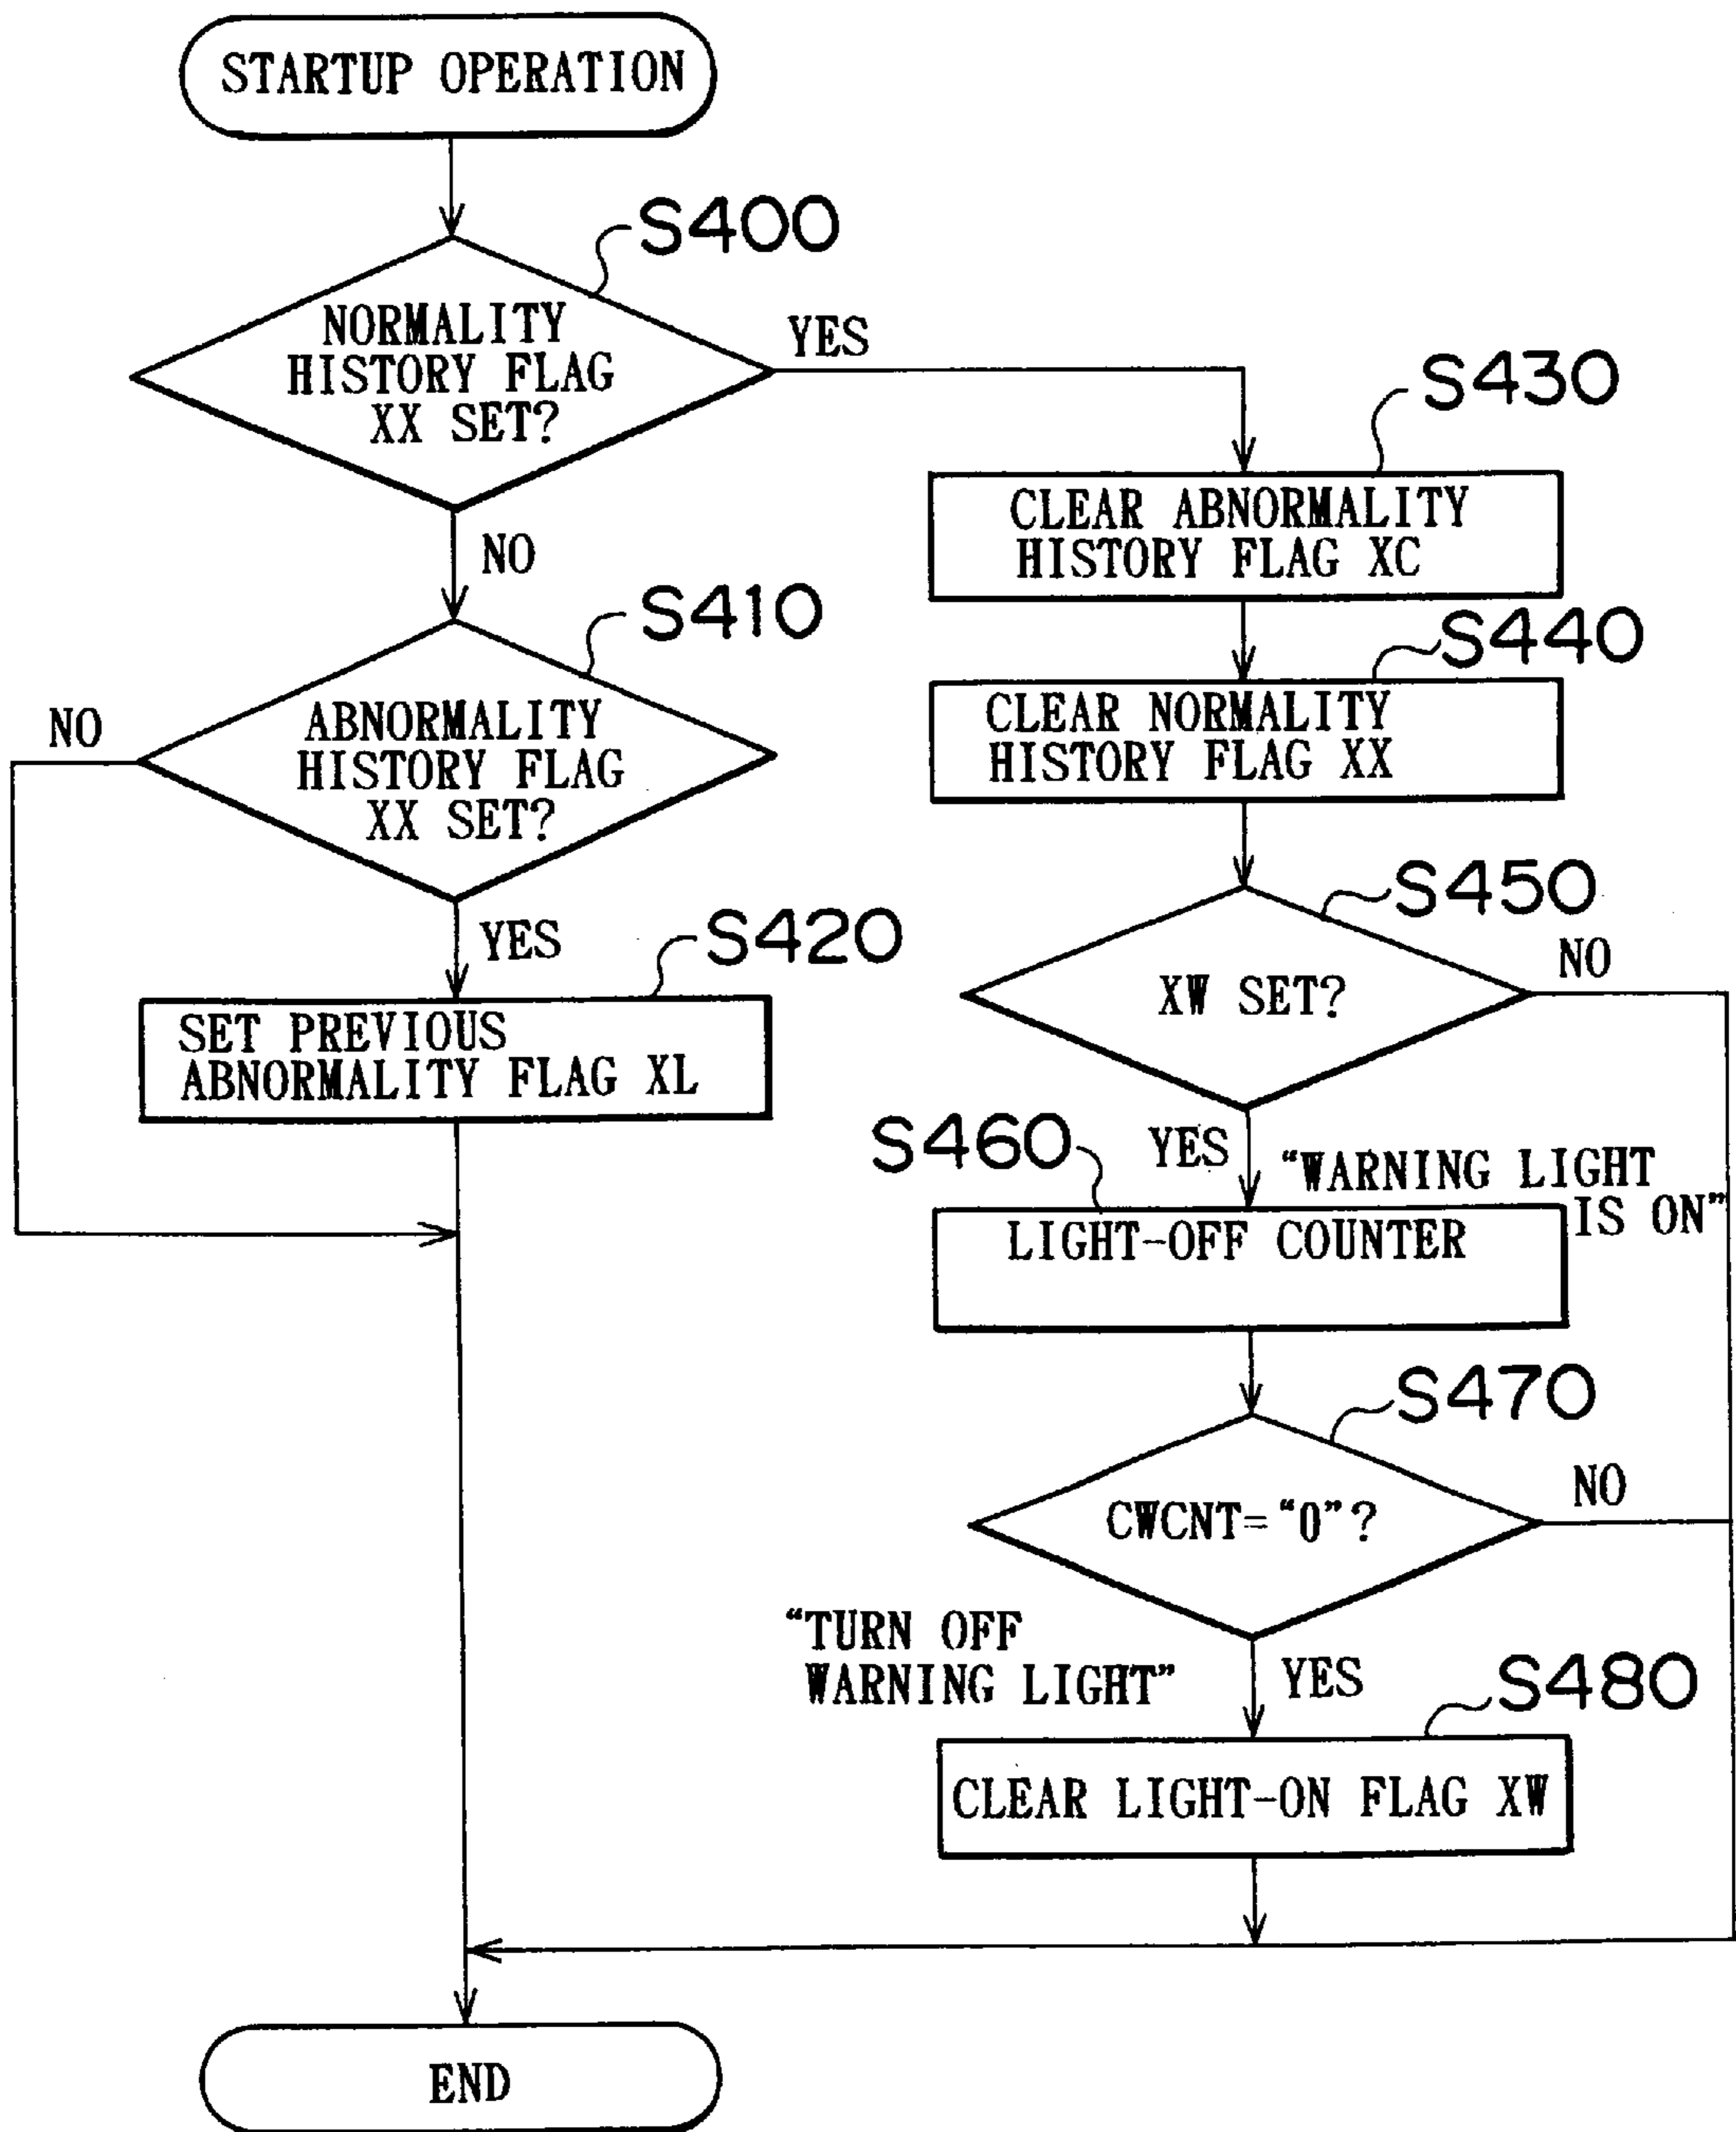 STARTUP OPERATION
S400
NORMALITY
HISTORY FLAG
XX SET?
YES
NO
S430
CLEAR ABNORMALITY
HISTORY FLAG XC
S410
ABNORMALITY
HISTORY FLAG
XX SET?
NO
YES
S440
CLEAR NORMALITY
HISTORY FLAG XX
S420
SET PREVIOUS
ABNORMALITY FLAG XL
S450
XW SET?
NO
YES
“WARNING LIGHT
IS ON”
S460
LIGHT-OFF COUNTER
S470
CWCNT=“0”?
NO
“TURN OFF
WARNING LIGHT”
YES
S480
CLEAR LIGHT-ON FLAG XW
END